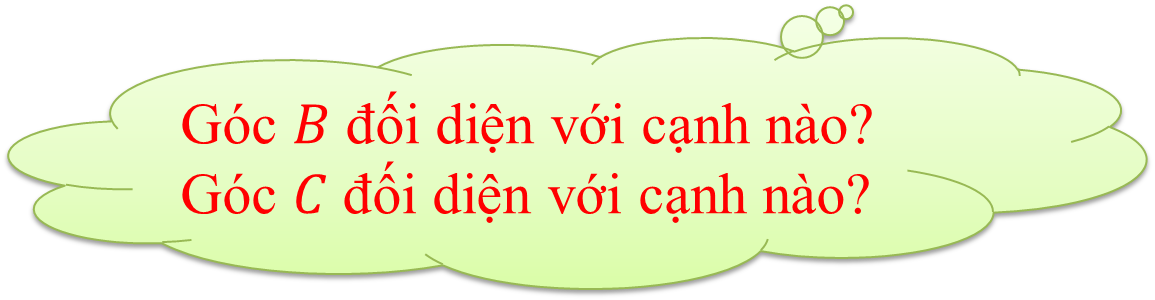 Góc B đối diện với cạnh nào?
Góc C đối diện với cạnh nào?